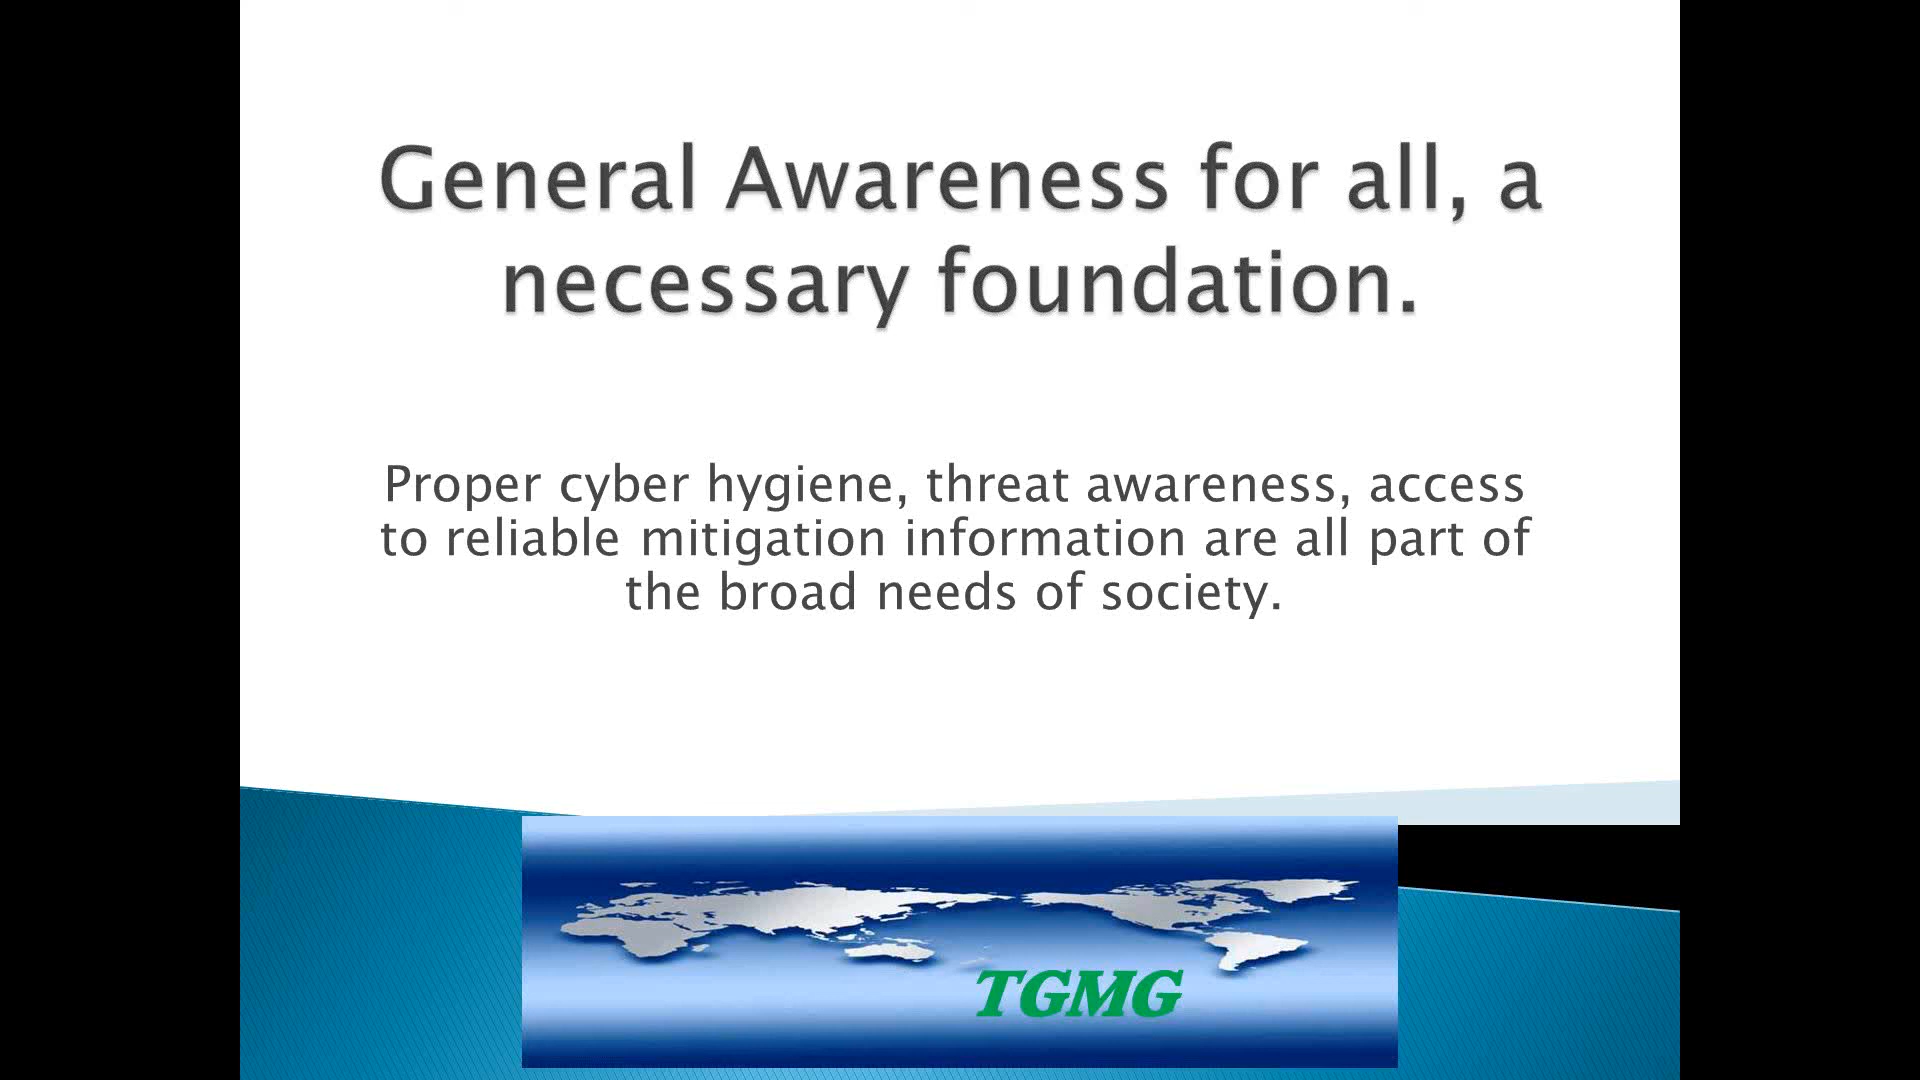 General Awareness for all, a
necessary foundation.
Proper cyber hygiene, threat awareness, access
to reliable mitigation information are all part of
the broad needs of society.
TGMG